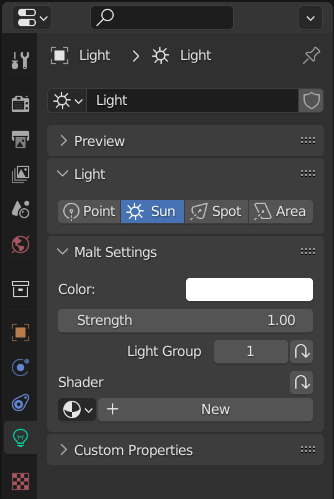 Light > Light
Light
Preview
Light
Point Sun Spot Area
Malt Settings
Color:
Strength 1.00
Light Group 1
Shader
+ New
Custom Properties